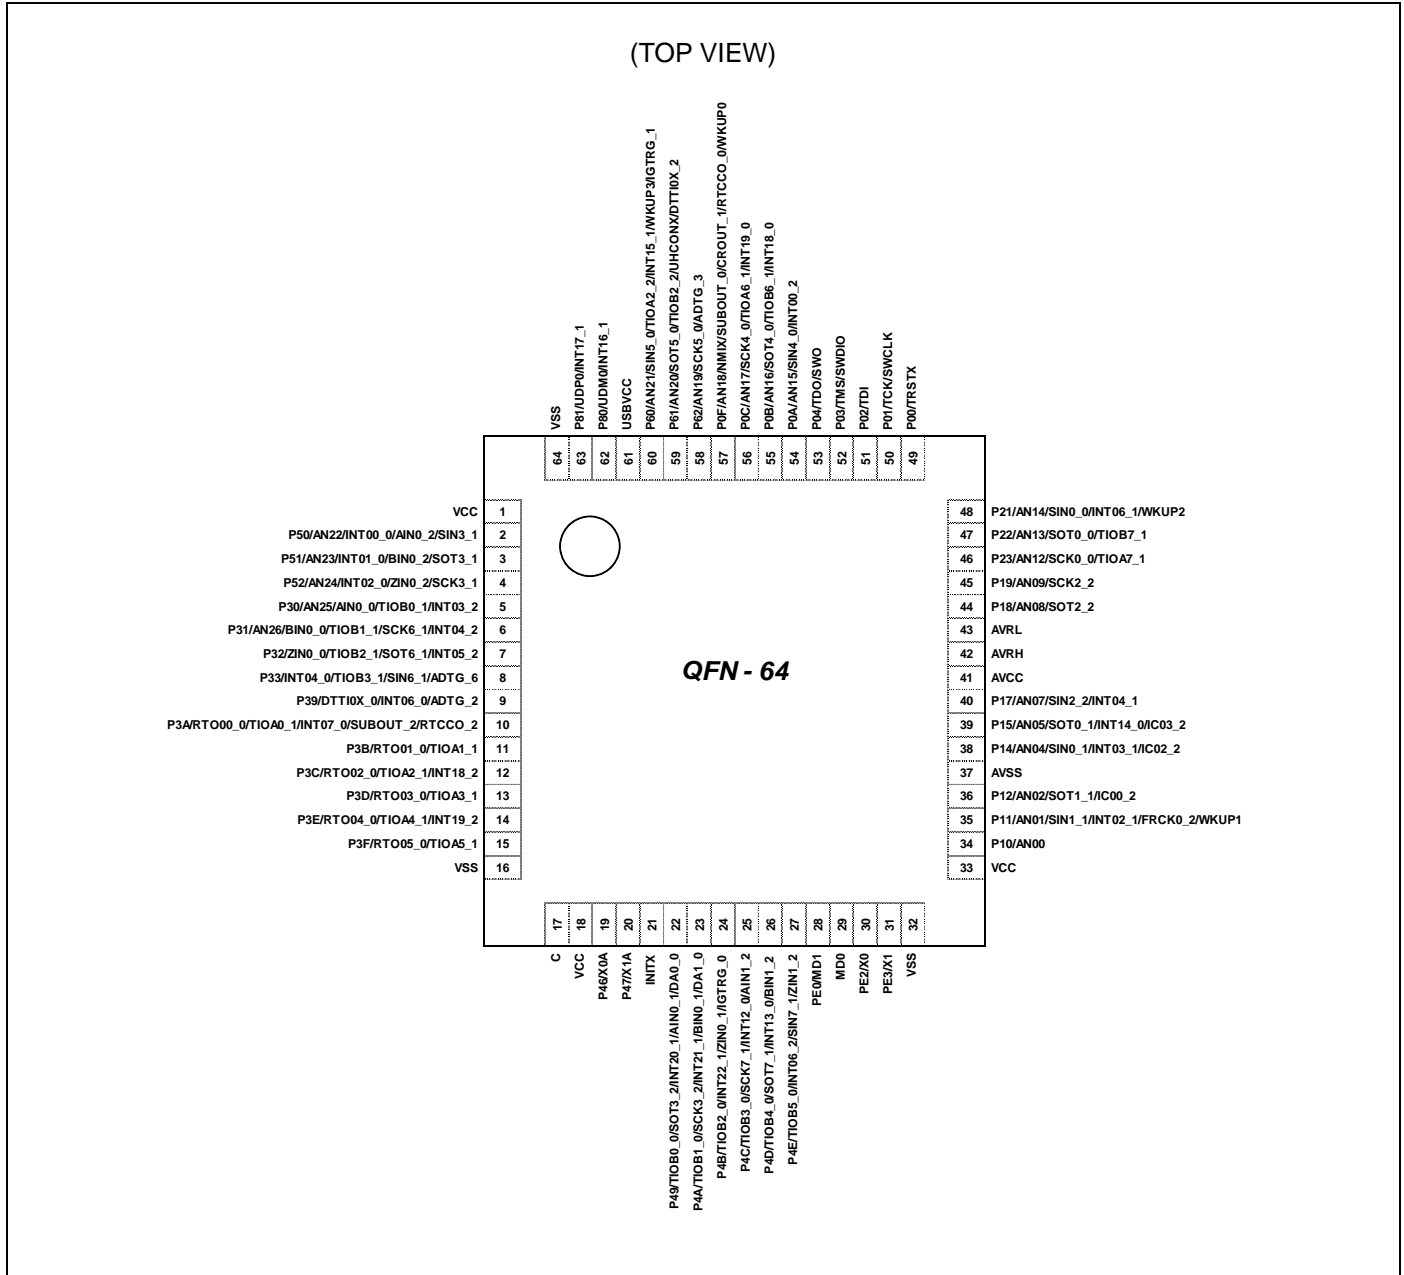 (TOP VIEW)
VSS
P81/UDP0/INT17_1
P80/UDM0/INT16_1
USBVCC
P60/AN21/SIN5_0/TIOA2_2/INT15_1/WKUP3/IGTRG_1
P61/AN20/SOT5_0/TIOB2_2/UHCONX/DTTI0X_2
P62/AN19/SCK5_0/ADTG_3
P0F/AN18/NMIX/SUBOUT_0/CROUT_1/RTCCO_0/WKUP0
P0C/AN17/SCK4_0/TIOA6_1/INT19_0
P0B/AN16/SOT4_0/TIOB6_1/INT18_0
P0A/AN15/SIN4_0/INT00_2
P04/TDO/SWO
P03/TMS/SWDIO
P02/TDI
P01/TCK/SWCLK
P00/TRSTX
64 63 62 61 60 59 58 57 56 55 54 53 52 51 50 49
VCC 1
P50/AN22/INT00_0/AIN0_2/SIN3_1 2
P51/AN23/INT01_0/BIN0_2/SOT3_1 3
P52/AN24/INT02_0/ZIN0_2/SCK3_1 4
P30/AN25/AIN0_0/TIOB0_1/INT03_2 5
P31/AN26/BIN0_0/TIOB1_1/SCK6_1/INT04_2 6
P32/ZIN0_0/TIOB2_1/SOT6_1/INT05_2 7
P33/INT04_0/TIOB3_1/SIN6_1/ADTG_6 8
P39/DTTI0X_0/INT06_0/ADTG_2 9
P3A/RTO00_0/TIOA0_1/INT07_0/SUBOUT_2/RTCCO_2 10
P3B/RTO01_0/TIOA1_1 11
P3C/RTO02_0/TIOA2_1/INT18_2 12
P3D/RTO03_0/TIOA3_1 13
P3E/RTO04_0/TIOA4_1/INT19_2 14
P3F/RTO05_0/TIOA5_1 15
VSS 16
QFN - 64
48 P21/AN14/SIN0_0/INT06_1/WKUP2
47 P22/AN13/SOT0_0/TIOB7_1
46 P23/AN12/SCK0_0/TIOA7_1
45 P19/AN09/SCK2_2
44 P18/AN08/SOT2_2
43 AVRL
42 AVRH
41 AVCC
40 P17/AN07/SIN2_2/INT04_1
39 P15/AN05/SOT0_1/INT14_0/IC03_2
38 P14/AN04/SIN0_1/INT03_1/IC02_2
37 AVSS
36 P12/AN02/SOT1_1/IC00_2
35 P11/AN01/SIN1_1/INT02_1/FRCK0_2/WKUP1
34 P10/AN00
33 VCC
17 18 19 20 21 22 23 24 25 26 27 28 29 30 31 32
C
VCC
P46/X0A
P47/X1A
INITX
P49/TIOB0_0/SOT3_2/INT20_1/AIN0_1/DA0_0
P4A/TIOB1_0/SCK3_2/INT21_1/BIN0_1/DA1_0
P4B/TIOB2_0/INT22_1/ZIN0_1/IGTRG_0
P4C/TIOB3_0/SCK7_1/INT12_0/AIN1_2
P4D/TIOB4_0/SOT7_1/INT13_0/BIN1_2
P4E/TIOB5_0/INT06_2/SIN7_1/ZIN1_2
PE0/MD1
MD0
PE2/X0
PE3/X1
VSS